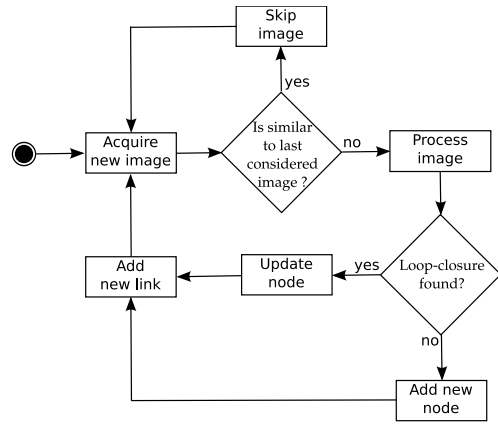 Skip
image
yes
Acquire
new image
Is similar
to last
considered
image ?
no
Process
image
Add
new link
Update
node
yes
Loop-closure
found?
no
Add new
node